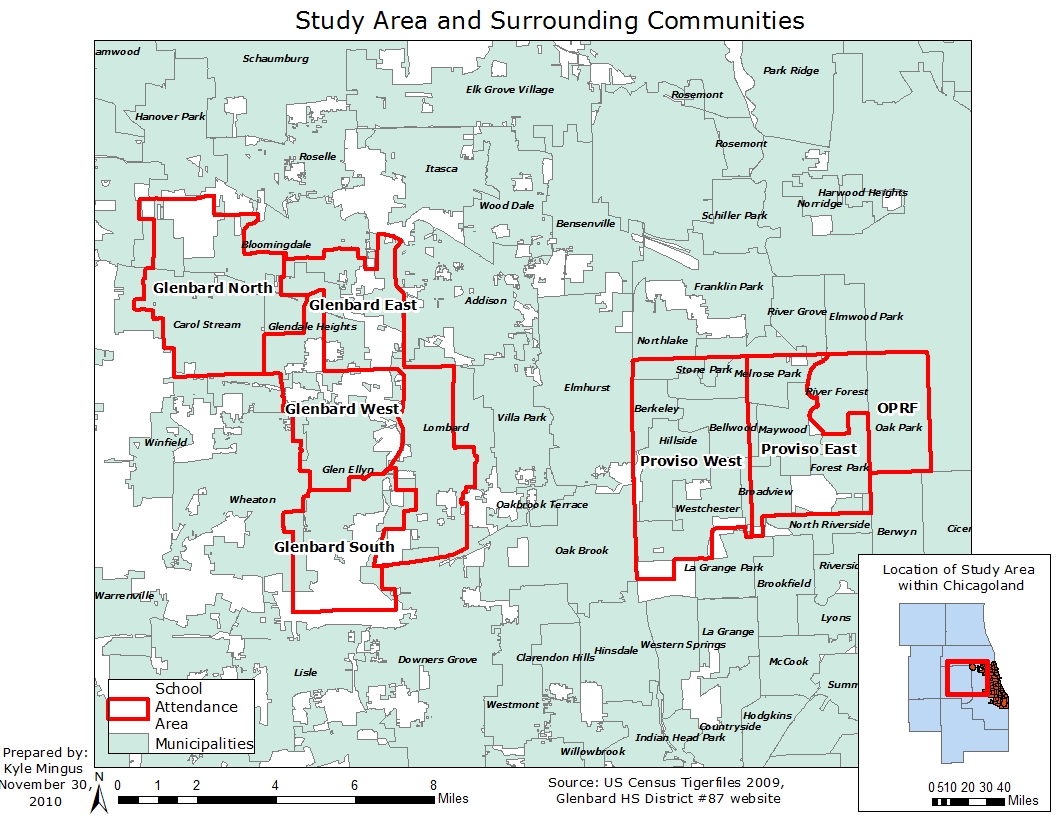 Study Area and Surrounding Communities
amwood
Schaumburg
Park Ridge
Elk Grove Village
Rosemont
Hanover Park
Rosemont
Roselle
Itasca
Harwood Heights
Norridge
Wood Dale
Schiller Park
Bensenville
Bloomingdale
Glenbard North
Franklin Park
Glenbard East
Addison
River Grove
Elmwood Park
Carol Stream
Glendale Heights
Northlake
Stone Park
Melrose Park
Elmhurst
River Forest
Glenbard West
Berkeley
OPRF
Villa Park
Lombard
Bellwood
Maywood
Oak Park
Winfield
Hillside
Proviso East
Proviso West
Glen Ellyn
Forest Park
Broadview
Wheaton
Oakbrook Terrace
Westchester
North Riverside
Berwyn
Cicer
Glenbard South
Oak Brook
La Grange Park
Riversid
Brookfield
Warrenville
Lyons
La Grange
Western Springs
Hinsdale
Clarendon Hills
Downers Grove
McCook
Lisle
Summ
Westmont
Hodgkins
Countryside
Indian Head Park
Willowbrook
Location of Study Area
within Chicagoland
0 510 20 30 40
Miles
School
Attendance
Area
Municipalities
Prepared by:
Kyle Mingus
November 30,
2010
N
0 1 2 4 6 8
Miles
Source: US Census Tigerfiles 2009,
Glenbard HS District #87 website